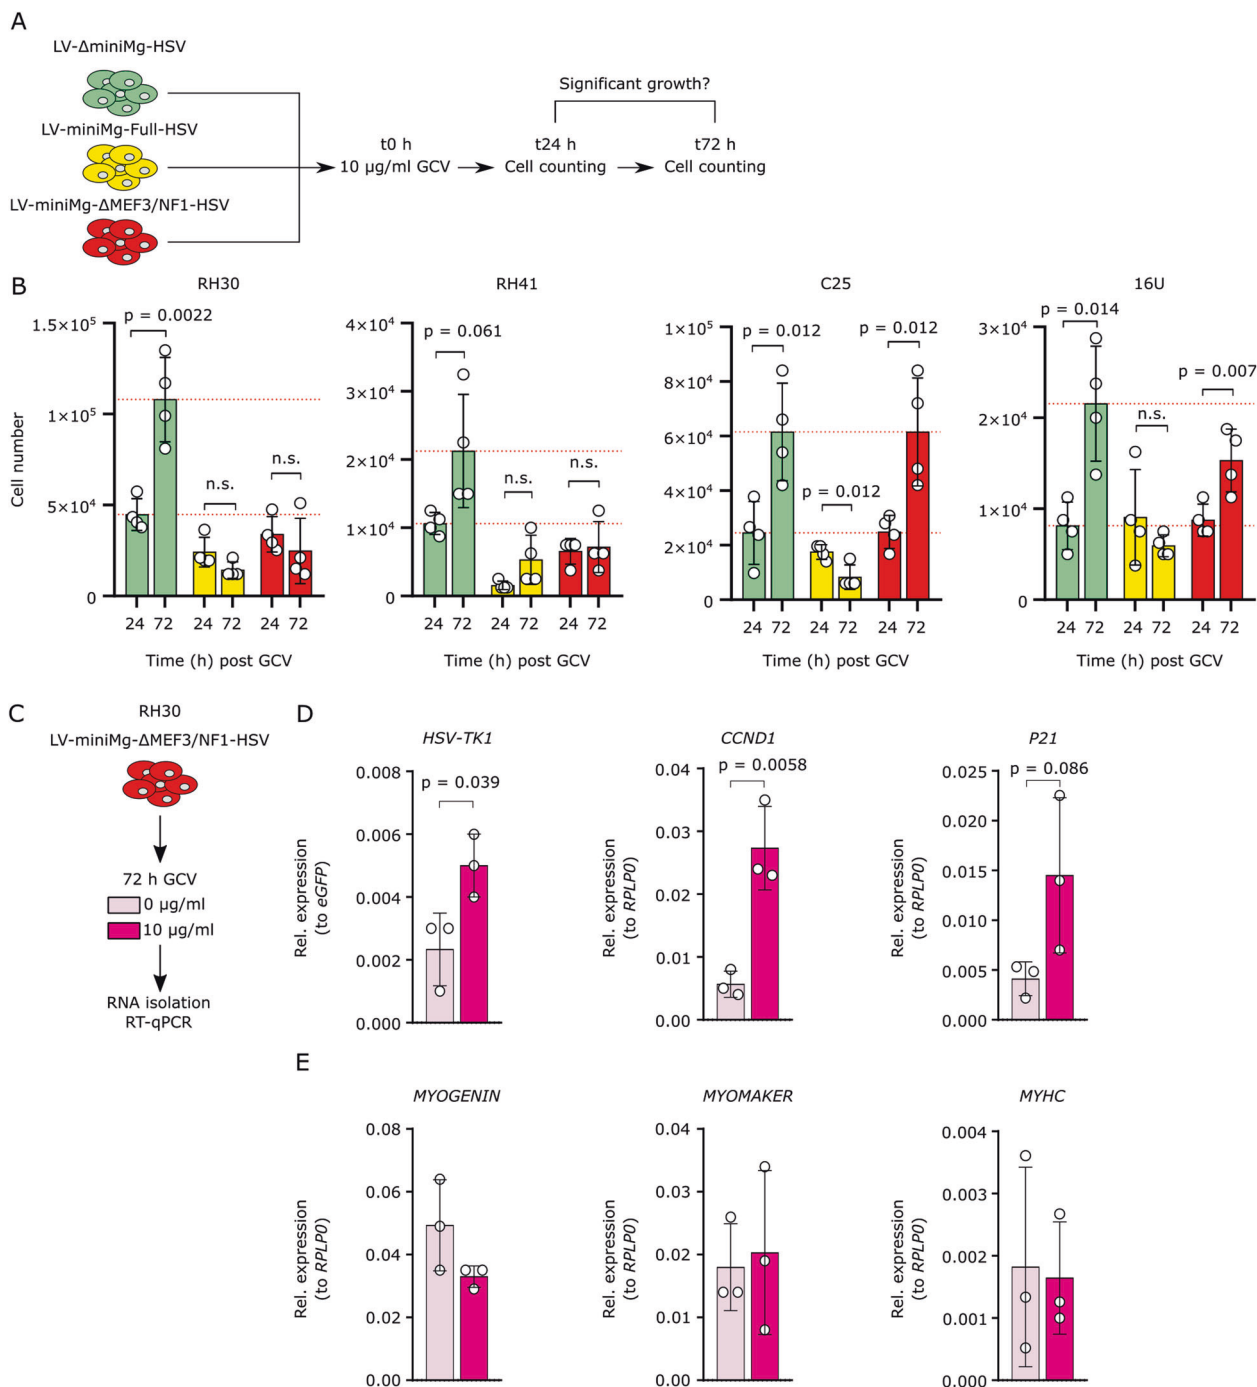 A
LV-ΔminiMg-HSV
LV-miniMg-Full-HSV
LV-miniMg-ΔMEF3/NF1-HSV
Significant growth?
t0 h
10 µg/ml GCV
t24 h
Cell counting
t72 h
Cell counting
B
RH30
Cell number
1.5×10⁵
1×10⁵
5×10⁴
0
p = 0.0022
n.s.
n.s.
24 72 24 72 24 72
Time (h) post GCV
RH41
4×10⁴
3×10⁴
2×10⁴
1×10⁴
0
p = 0.061
n.s.
n.s.
24 72 24 72 24 72
Time (h) post GCV
C25
1×10⁵
8×10⁴
6×10⁴
4×10⁴
2×10⁴
0
p = 0.012
p = 0.012
p = 0.012
24 72 24 72 24 72
Time (h) post GCV
16U
3×10⁴
2×10⁴
1×10⁴
0
p = 0.014
n.s.
p = 0.007
24 72 24 72 24 72
Time (h) post GCV
C
RH30
LV-miniMg-ΔMEF3/NF1-HSV
72 h GCV
0 µg/ml
10 µg/ml
RNA isolation
RT-qPCR
D
HSV-TK1
p = 0.039
Rel. expression
(to eGFP)
0.008
0.006
0.004
0.002
0.000
CCND1
p = 0.0058
Rel. expression
(to RPLP0)
0.04
0.03
0.02
0.01
0.00
P21
p = 0.086
Rel. expression
(to RPLP0)
0.025
0.020
0.015
0.010
0.005
0.000
E
MYOGENIN
Rel. expression
(to RPLP0)
0.08
0.06
0.04
0.02
0.00
MYOMAKER
Rel. expression
(to RPLP0)
0.04
0.03
0.02
0.01
0.00
MYHC
Rel. expression
(to RPLP0)
0.004
0.003
0.002
0.001
0.000